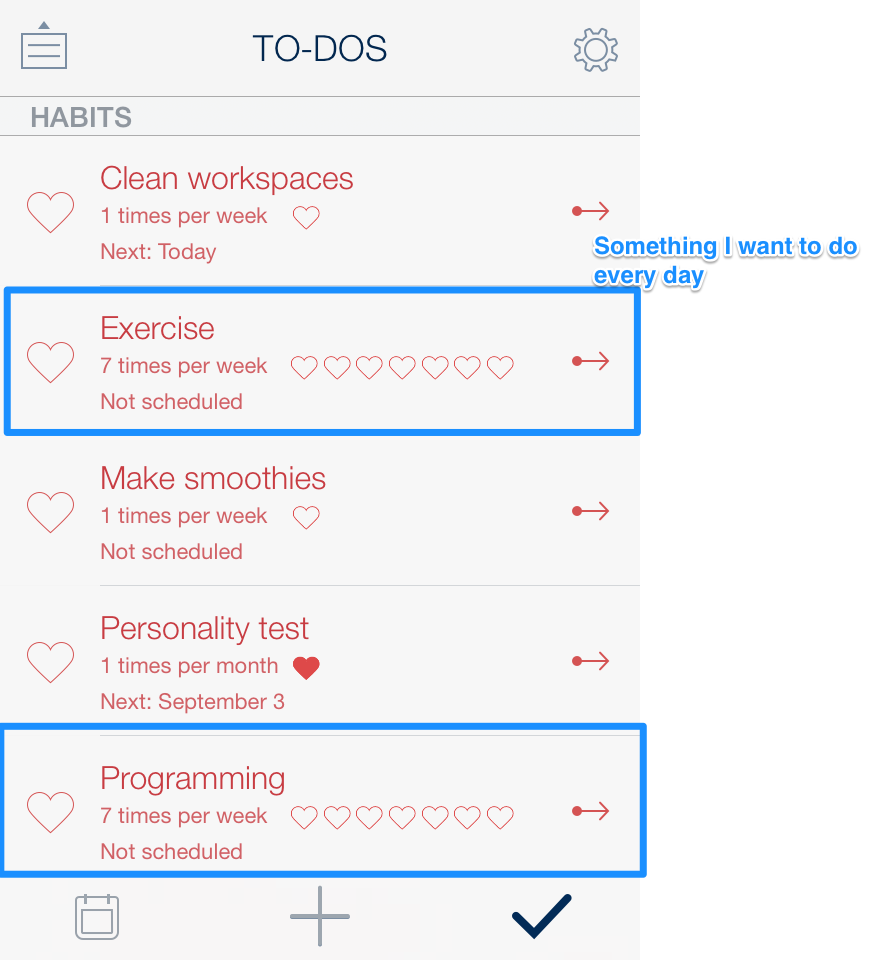 TO-DOS
HABITS
Clean workspaces
1 times per week
Next: Today
Something I want to do
every day
Exercise
7 times per week
Not scheduled
Make smoothies
1 times per week
Not scheduled
Personality test
1 times per month
Next: September 3
Programming
7 times per week
Not scheduled